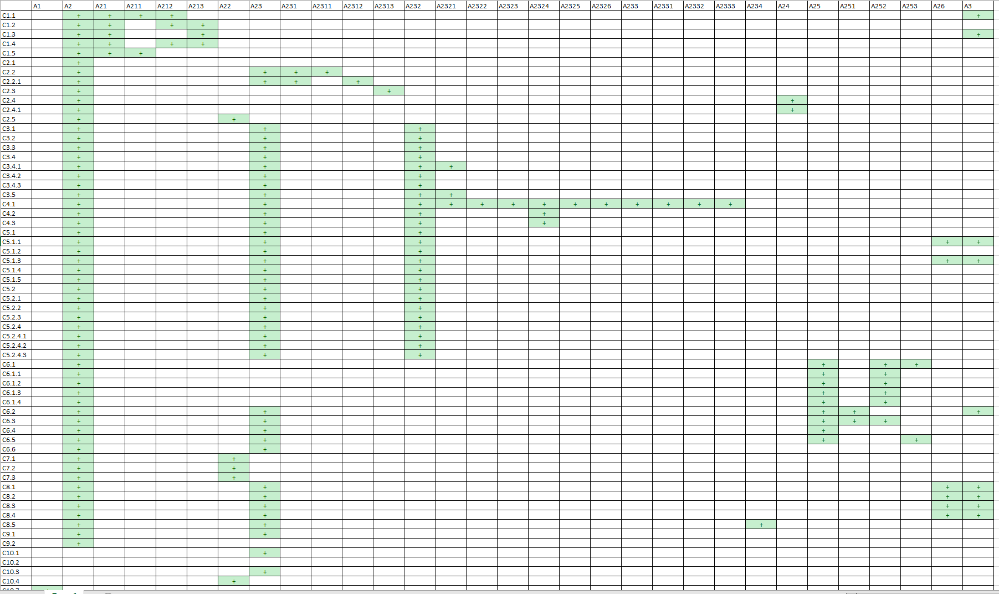 A1 A2 A21 A211 A212 A213 A22 A23 A231 A2311 A2312 A2313 A232 A2321 A2322 A2323 A2324 A2325 A2326 A233 A2331 A2332 A2333 A234 A24 A25 A251 A252 A253 A26 A3
C1.1 + + + + +
C1.2 + + + +
C1.3 + + + +
C1.4 + + + +
C1.5 + + +
C2.1 +
C2.2 + + + +
C2.2.1 + + + +
C2.3 + +
C2.4 + +
C2.4.1 + +
C2.5 + +
C3.1 + + +
C3.2 + + +
C3.3 + + +
C3.4 + + +
C3.4.1 + + + +
C3.4.2 + + +
C3.4.3 + + +
C3.5 + + + +
C4.1 + + + + + + + + + + + + +
C4.2 + + + +
C4.3 + + + +
C5.1 + + +
C5.1.1 + + + + +
C5.1.2 + + +
C5.1.3 + + + + +
C5.1.4 + + +
C5.1.5 + + +
C5.2 + + +
C5.2.1 + + +
C5.2.2 + + +
C5.2.3 + + +
C5.2.4 + + +
C5.2.4.1 + + +
C5.2.4.2 + + +
C5.2.4.3 + + +
C6.1 + + + +
C6.1.1 + + +
C6.1.2 + + +
C6.1.3 + + +
C6.1.4 + + +
C6.2 + + + + +
C6.3 + + + + +
C6.4 + + +
C6.5 + + + +
C6.6 + +
C7.1 + +
C7.2 + +
C7.3 + +
C8.1 + + + +
C8.2 + + + +
C8.3 + + + +
C8.4 + + + +
C8.5 + + +
C9.1 + +
C9.2 +
C10.1 +
C10.2
C10.3 +
C10.4 +